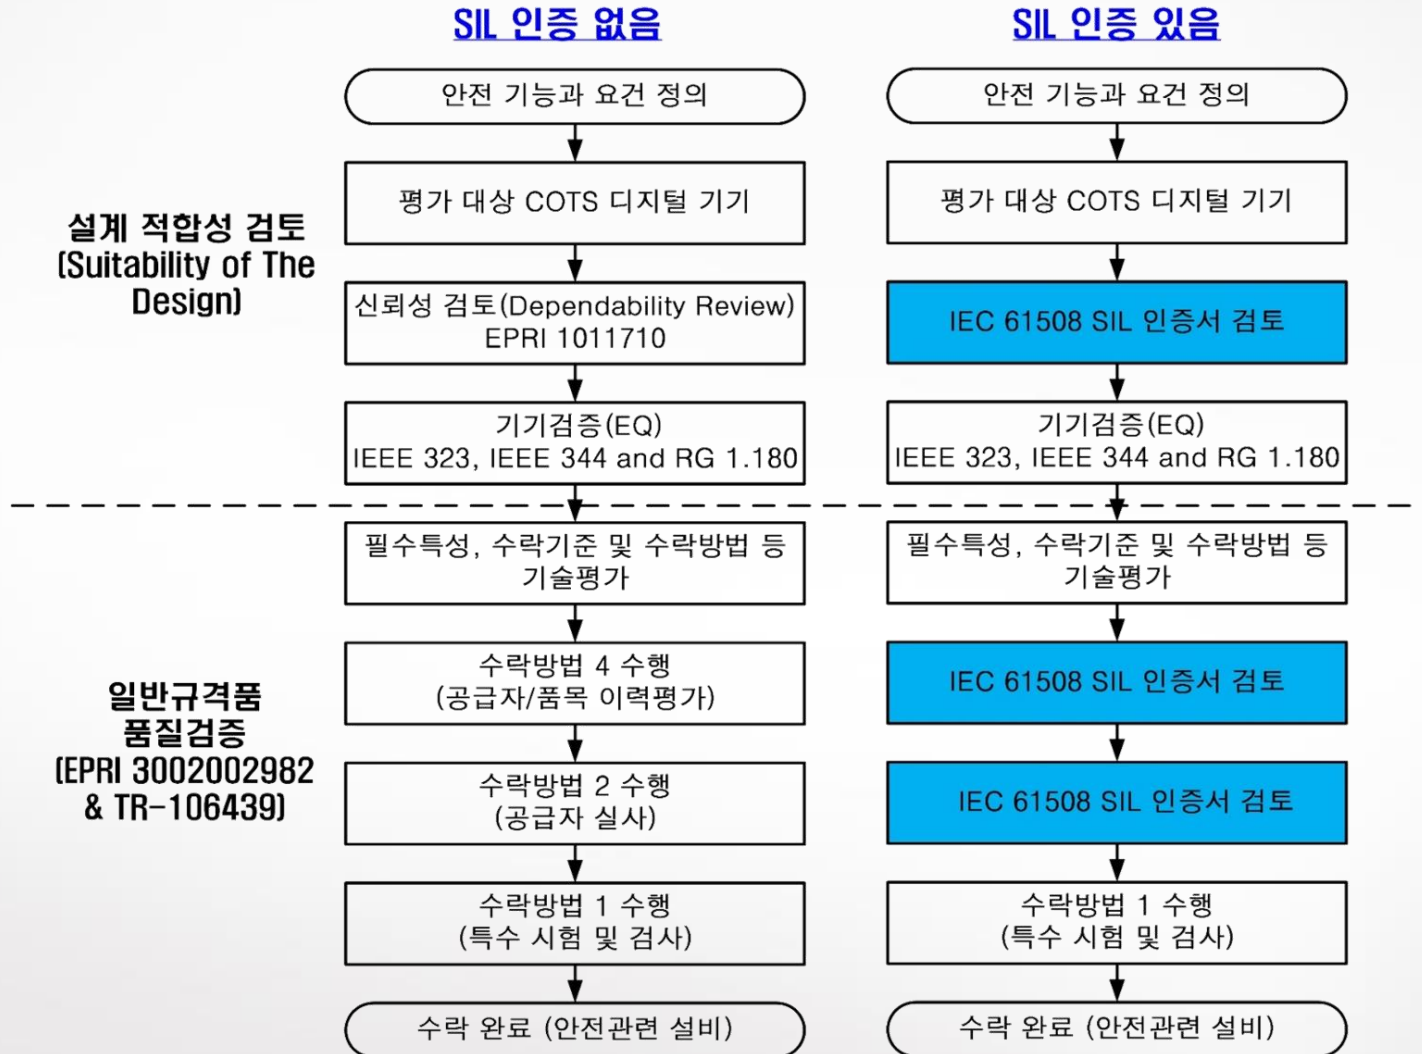 SIL 인증 없음
SIL 인증 있음
설계 적합성 검토
(Suitability of The
Design)
일반규격품
품질검증
(EPRI 3002002982
& TR-106439)
안전 기능과 요건 정의
평가 대상 COTS 디지털 기기
신뢰성 검토(Dependability Review)
EPRI 1011710
기기검증(EQ)
IEEE 323, IEEE 344 and RG 1.180
필수특성, 수락기준 및 수락방법 등
기술평가
수락방법 4 수행
(공급자/품목 이력평가)
수락방법 2 수행
(공급자 실사)
수락방법 1 수행
(특수 시험 및 검사)
수락 완료 (안전관련 설비)
안전 기능과 요건 정의
평가 대상 COTS 디지털 기기
IEC 61508 SIL 인증서 검토
기기검증(EQ)
IEEE 323, IEEE 344 and RG 1.180
필수특성, 수락기준 및 수락방법 등
기술평가
IEC 61508 SIL 인증서 검토
IEC 61508 SIL 인증서 검토
수락방법 1 수행
(특수 시험 및 검사)
수락 완료 (안전관련 설비)